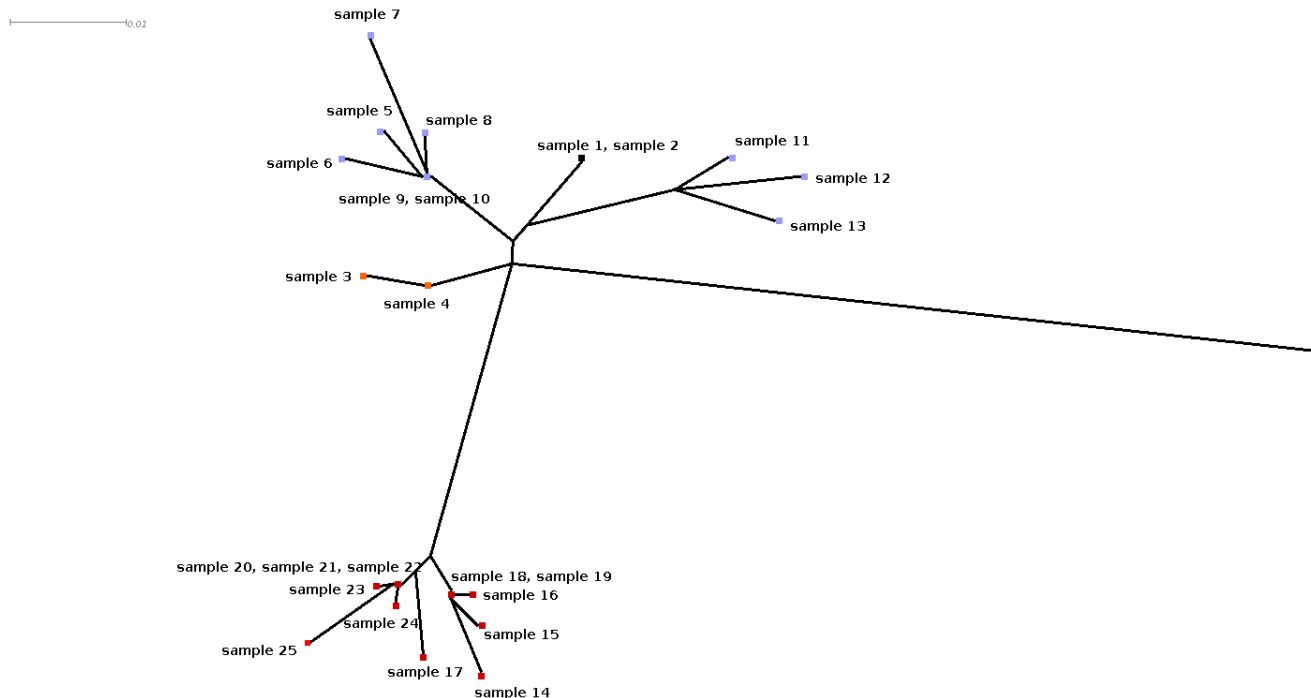 sample 7
0.01
sample 5
sample 8
sample 11
sample 1, sample 2
sample 6
sample 12
sample 9, sample 10
sample 13
sample 3
sample 4
sample 20, sample 21, sample 22
sample 18, sample 19
sample 23
sample 16
sample 24
sample 15
sample 25
sample 17
sample 14